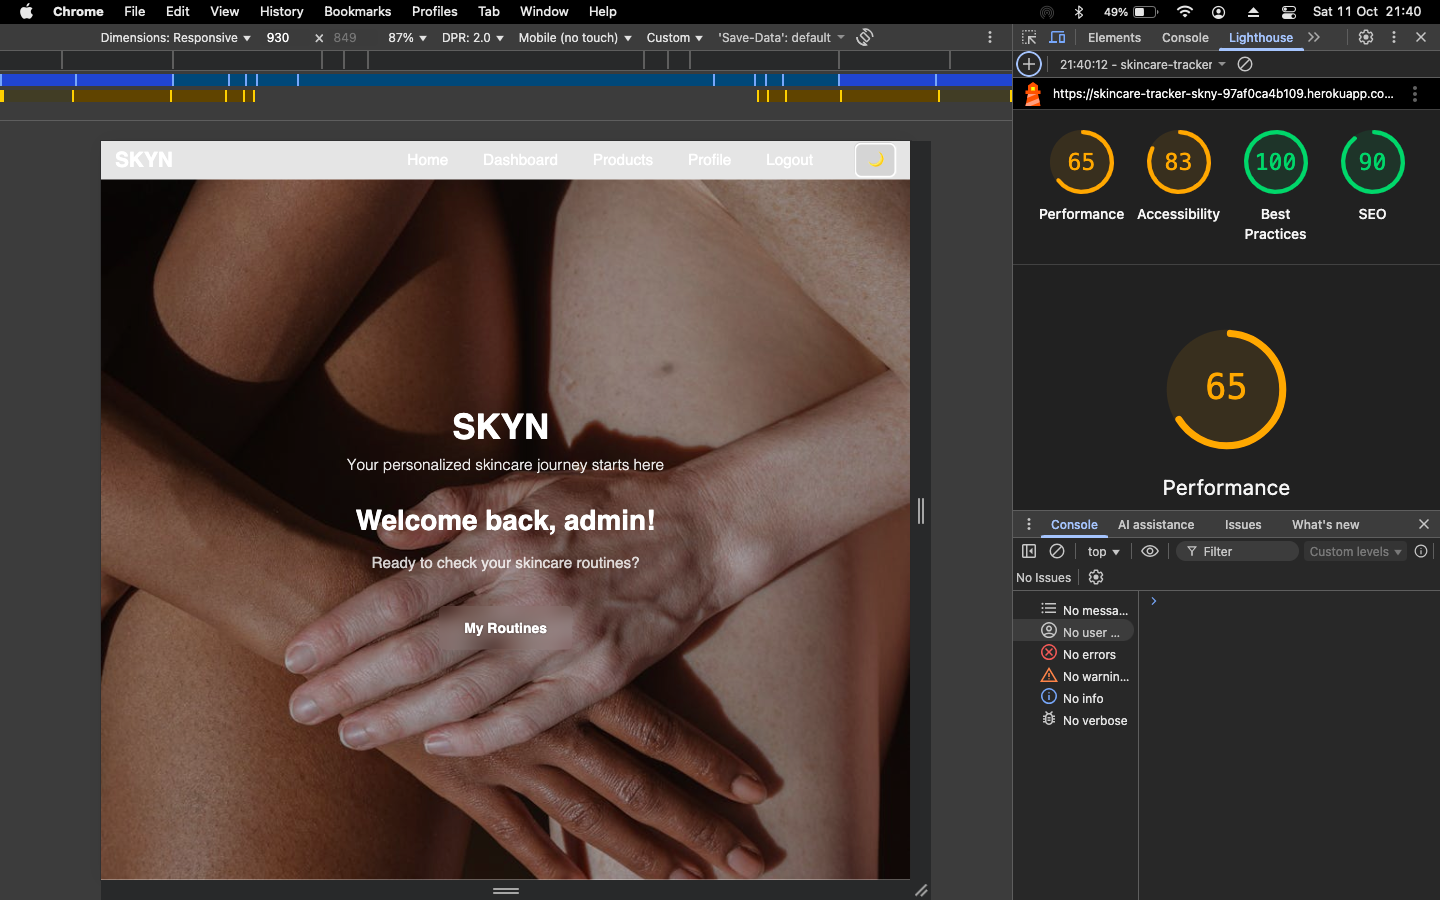 Chrome File Edit View History Bookmarks Profiles Tab Window Help 49% Sat 11 Oct 21:40
Dimensions: Responsive 930 × 849 87% DPR: 2.0 Mobile (no touch) Custom 'Save-Data': default
Elements Console Lighthouse
21:40:12 - skincare-tracker
https://skincare-tracker-skny-97af0ca4b109.herokuapp.co...
65 83 100 90
Performance Accessibility Best Practices SEO
65
Performance
SKYN Home Dashboard Products Profile Logout
SKYN
Your personalized skincare journey starts here
Welcome back, admin!
Ready to check your skincare routines?
My Routines
Console AI assistance Issues What's new
top Filter Custom levels
No Issues
No messa...
No user ...
No errors
No warnin...
No info
No verbose